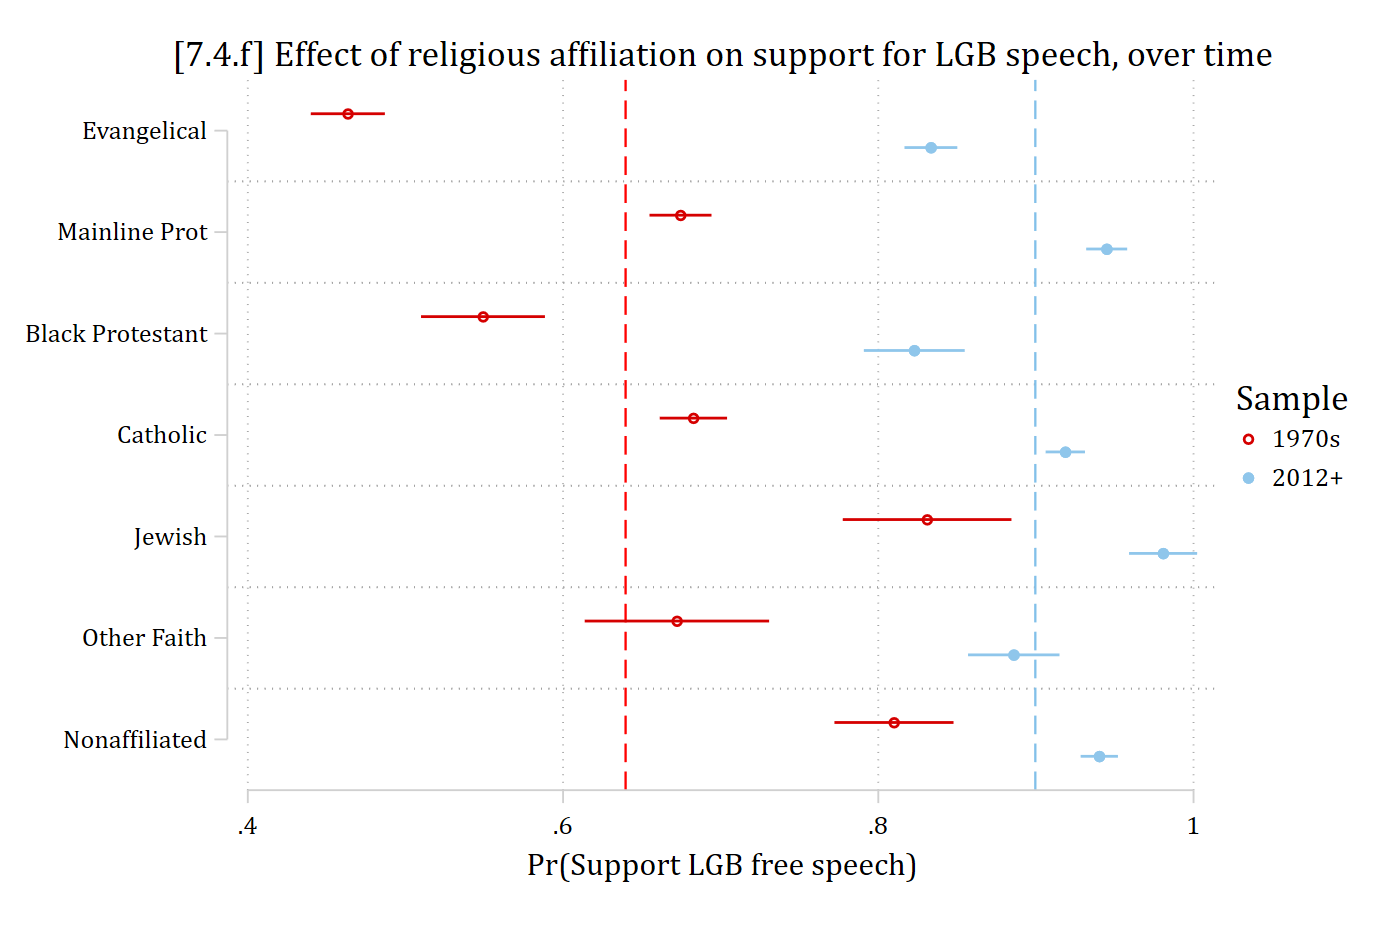 [7.4.f] Effect of religious affiliation on support for LGB speech, over time
Evangelical
Mainline Prot
Black Protestant
Catholic
Jewish
Other Faith
Nonaffiliated
Sample
1970s
2012+
.4 .6 .8 1
Pr(Support LGB free speech)